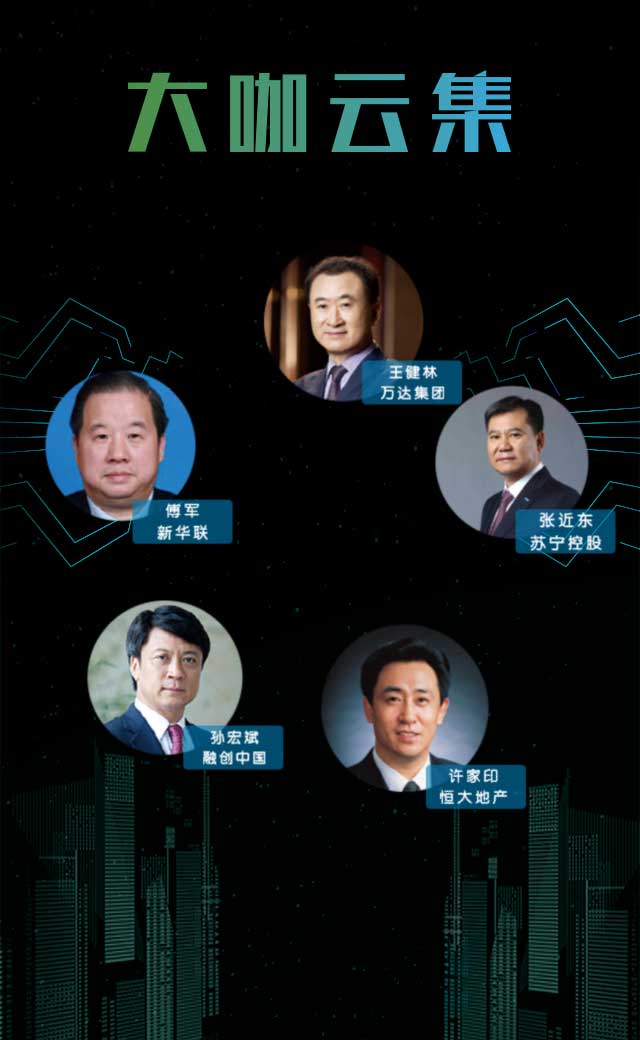 大咖云集
王健林
万达集团
傅军
新华联
张近东
苏宁控股
孙宏斌
融创中国
许家印
恒大地产